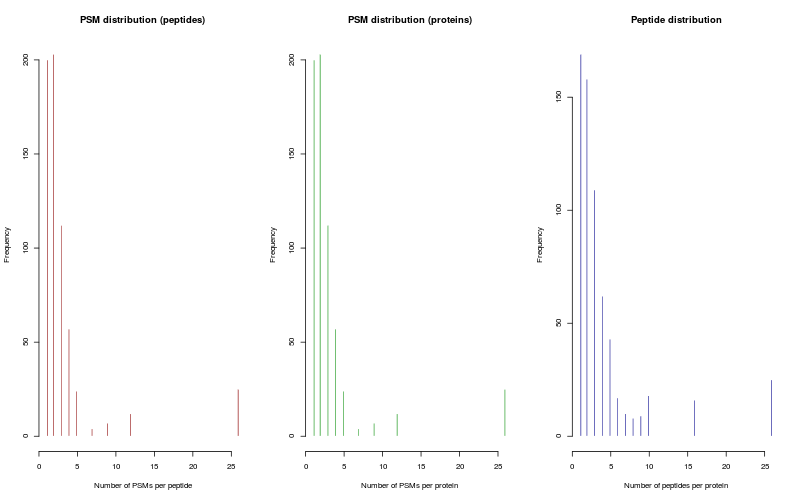 PSM distribution (peptides)
200
150
100
50
0
Frequency
0 5 10 15 20 25
Number of PSMs per peptide
PSM distribution (proteins)
200
150
100
50
0
Frequency
0 5 10 15 20 25
Number of PSMs per protein
Peptide distribution
150
100
50
0
Frequency
0 5 10 15 20 25
Number of peptides per protein